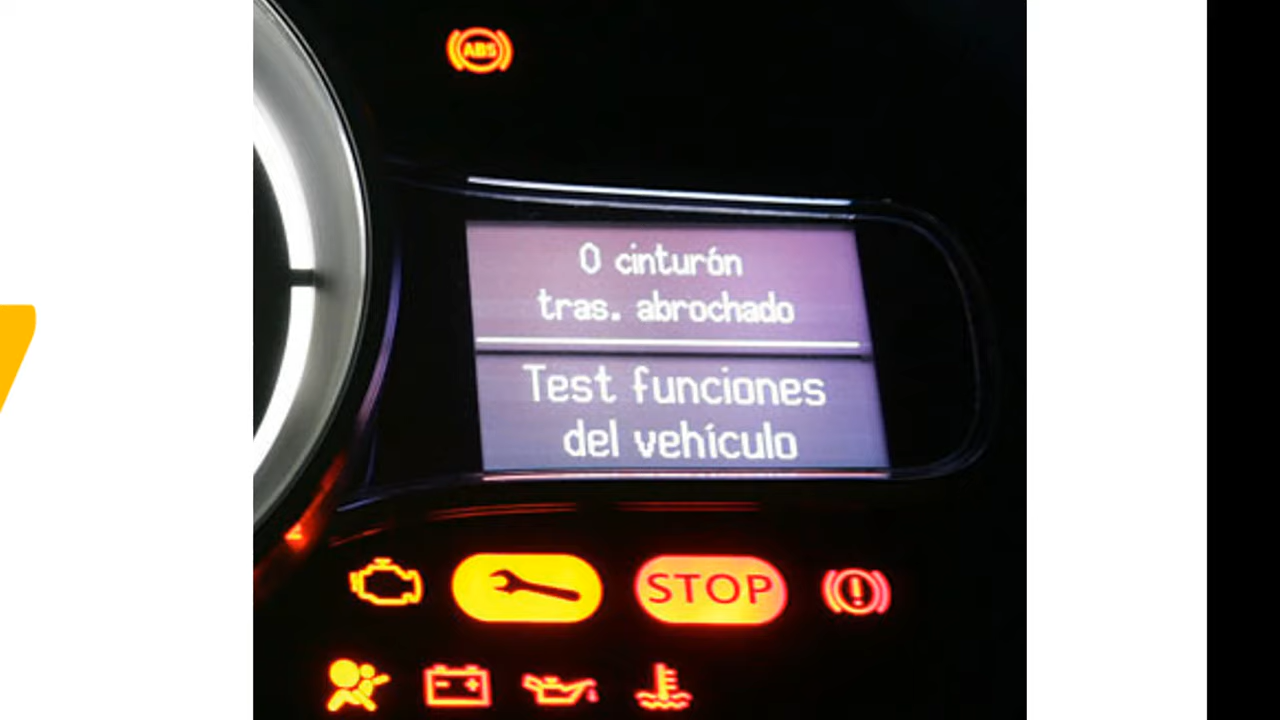 ABS
0 cinturón
tras. abrochado
Test funciones
del vehículo
STOP